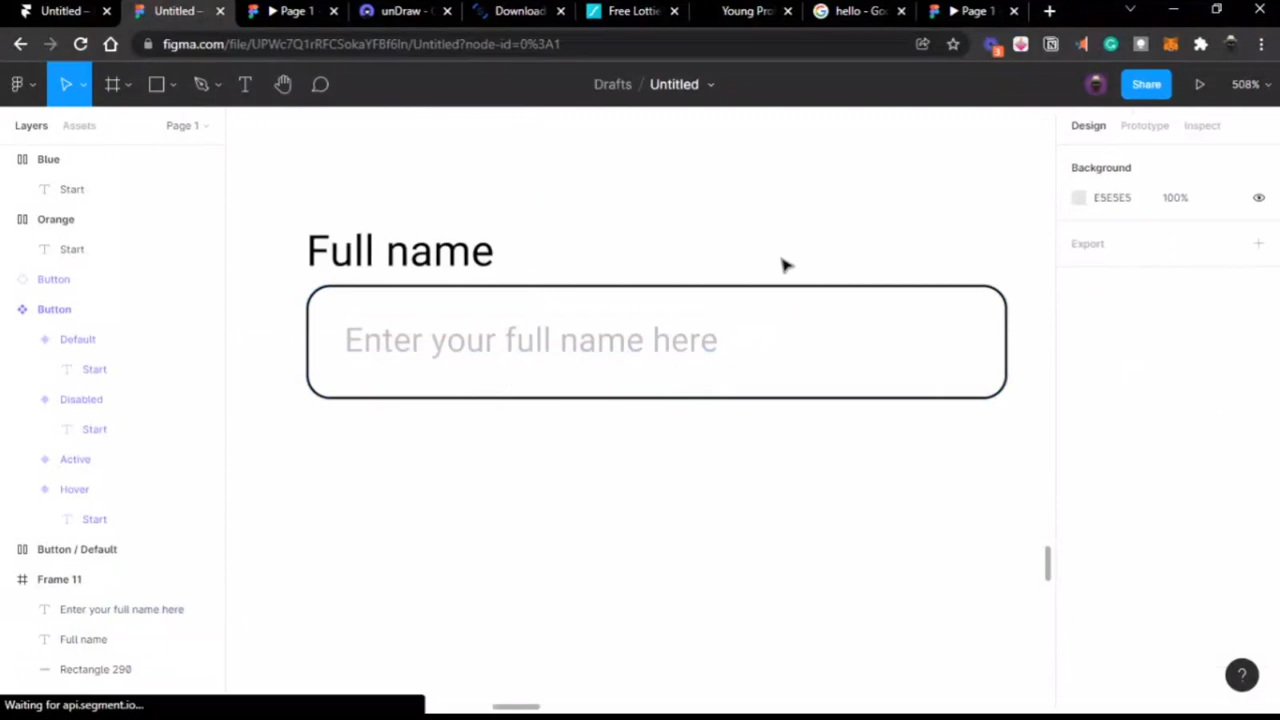 Untitled –
Untitled –
Page 1
unDraw -
Download
Free Lottie
Young Pro
hello - Goo
Page 1
figma.com/file/UPWc7Q1rRFCSokaYFBf6ln/Untitled?node-id=0%3A1
3
Drafts / Untitled
Share
508%
Layers
Assets
Page 1
Design
Prototype
Inspect
Blue
Start
Orange
Start
Button
Button
Default
Start
Disabled
Start
Active
Hover
Start
Button / Default
Frame 11
Enter your full name here
Full name
Rectangle 290
Full name
Enter your full name here
Background
E5E5E5
100%
Export
?
Waiting for api.segment.io...